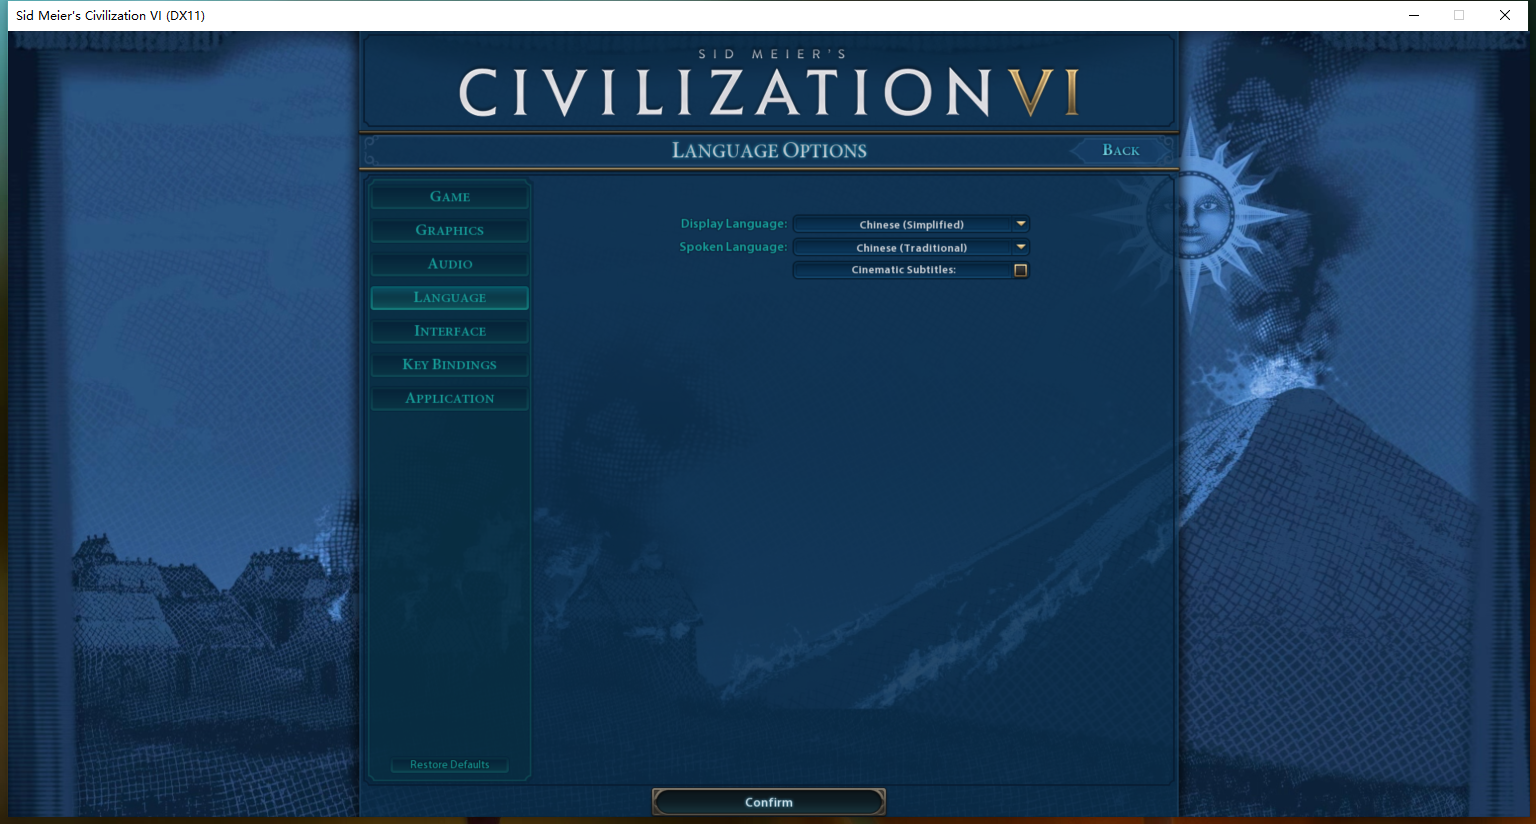 Sid Meier's Civilization VI (DX11)
SID MEIER'S
CIVILIZATION VI
LANGUAGE OPTIONS
BACK
GAME
GRAPHICS
AUDIO
LANGUAGE
INTERFACE
KEY BINDINGS
APPLICATION
Display Language: Chinese (Simplified)
Spoken Language: Chinese (Traditional)
Cinematic Subtitles:
Restore Defaults
Confirm